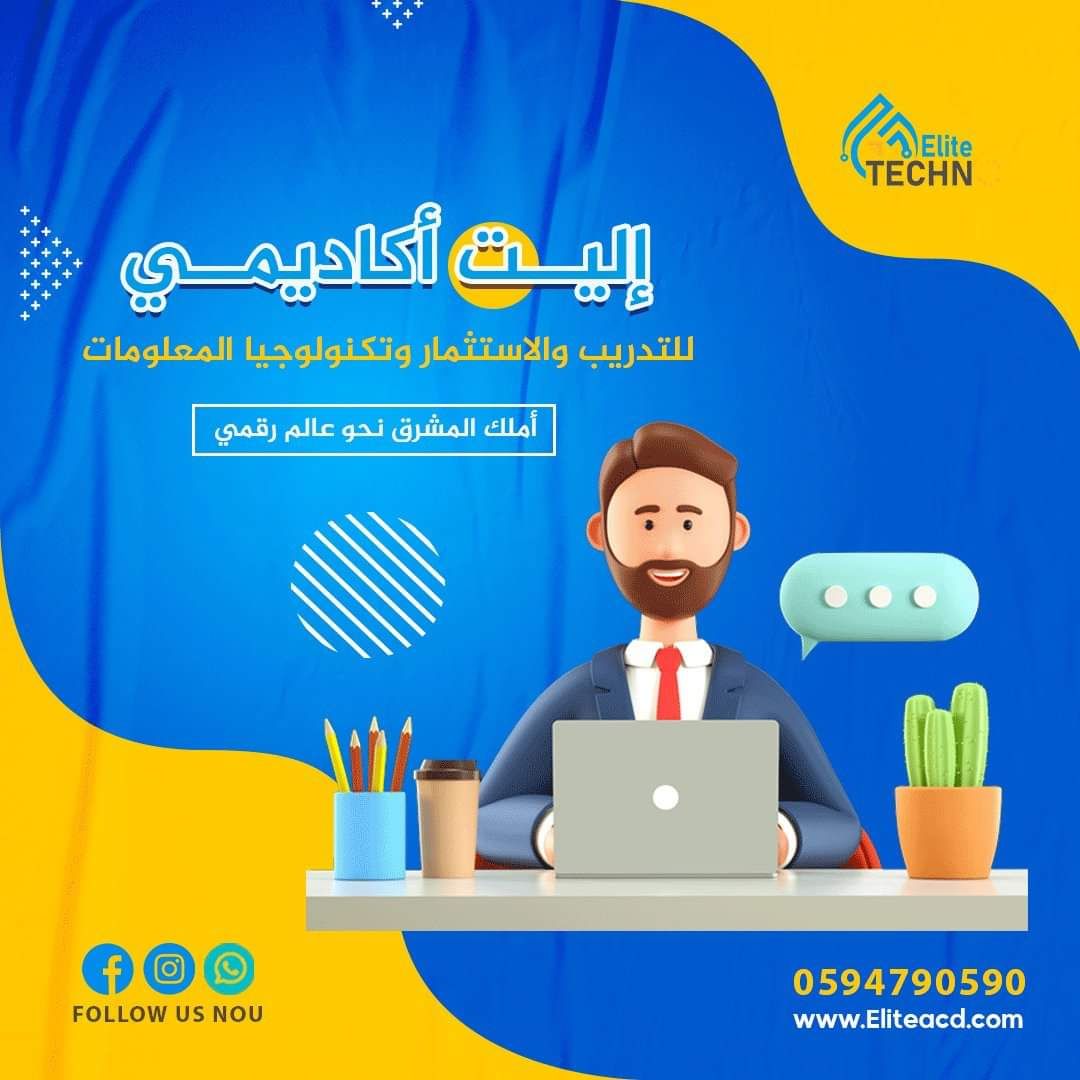 Elite
TECHN
إليت أكاديمي
للتدريب والاستثمار وتكنولوجيا المعلومات
أملك المشرق نحو عالم رقمي
FOLLOW US NOU
0594790590
www.Eliteacd.com